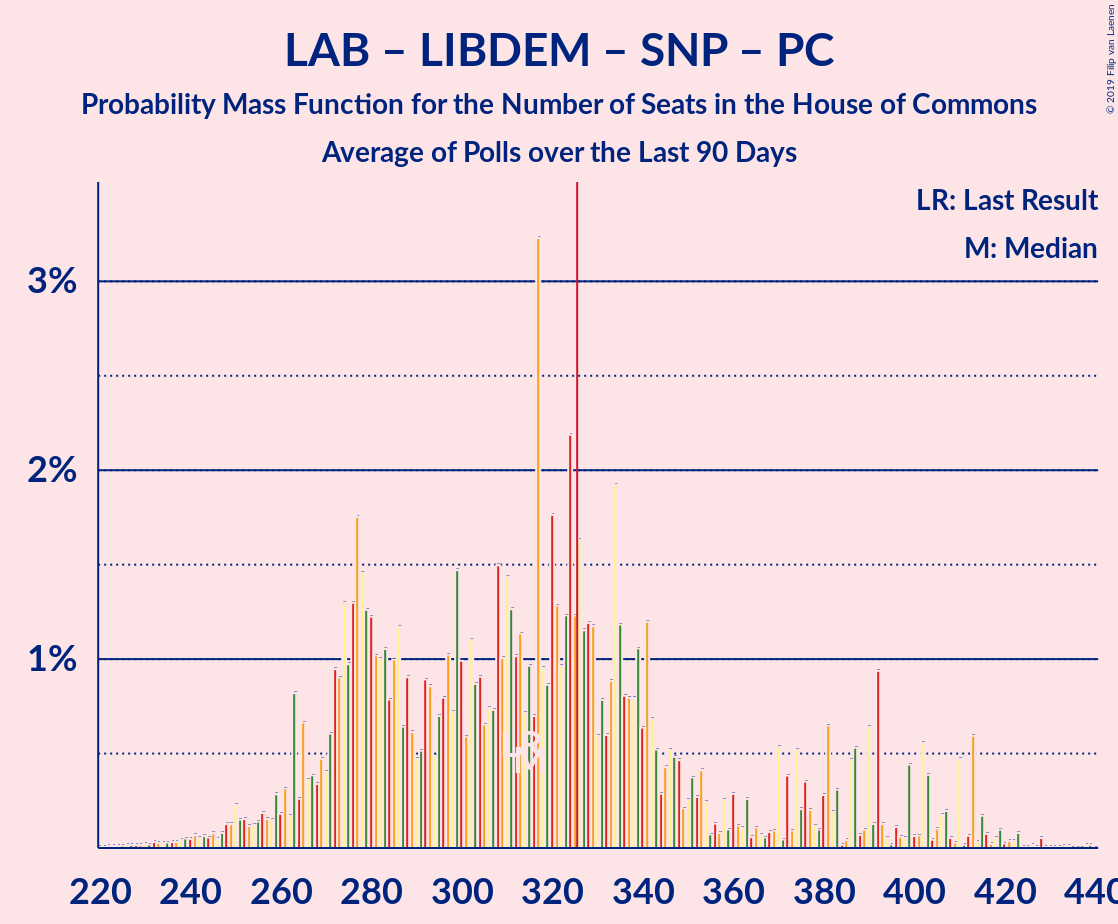 LAB – LIBDEM – SNP – PC
Probability Mass Function for the Number of Seats in the House of Commons
Average of Polls over the Last 90 Days
© 2019 Filip van Laenen
LR: Last Result
M: Median
3%
2%
1%
220 240 260 280 300 320 340 360 380 400 420 440